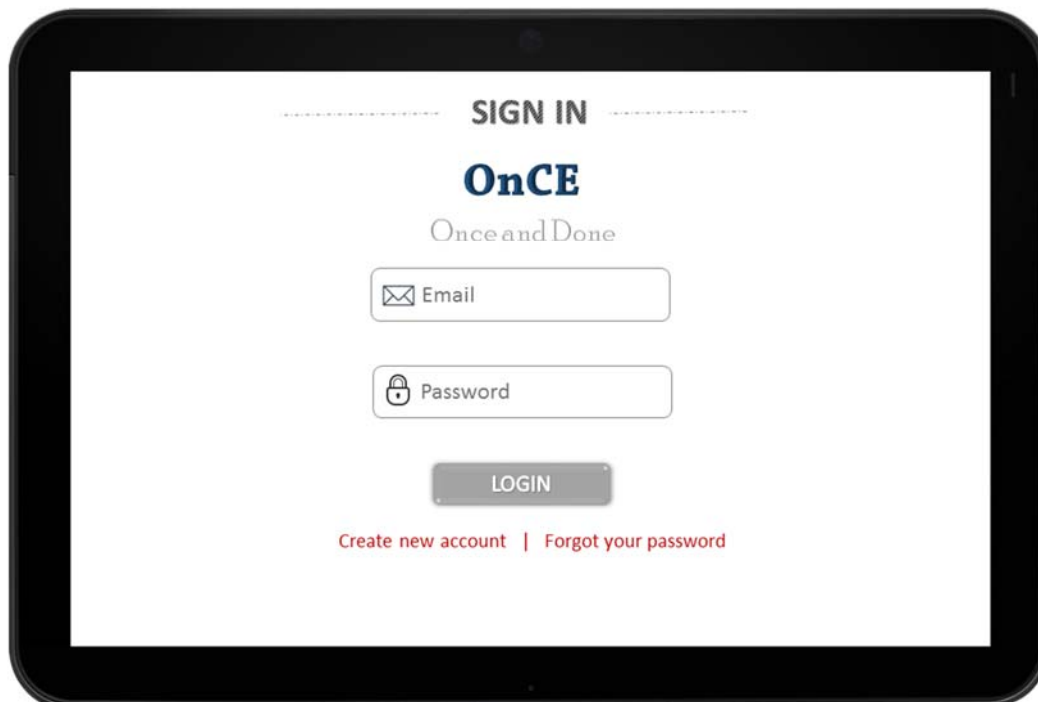 SIGN IN
OnCE
Once and Done
Email
Password
LOGIN
Create new account | Forgot your password